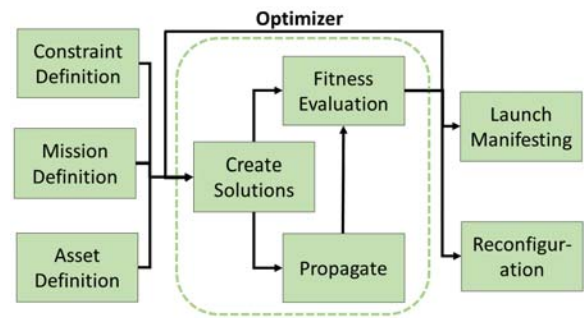 Optimizer
Constraint
Definition
Mission
Definition
Asset
Definition
Create
Solutions
Fitness
Evaluation
Propagate
Launch
Manifesting
Reconfigur-
ation